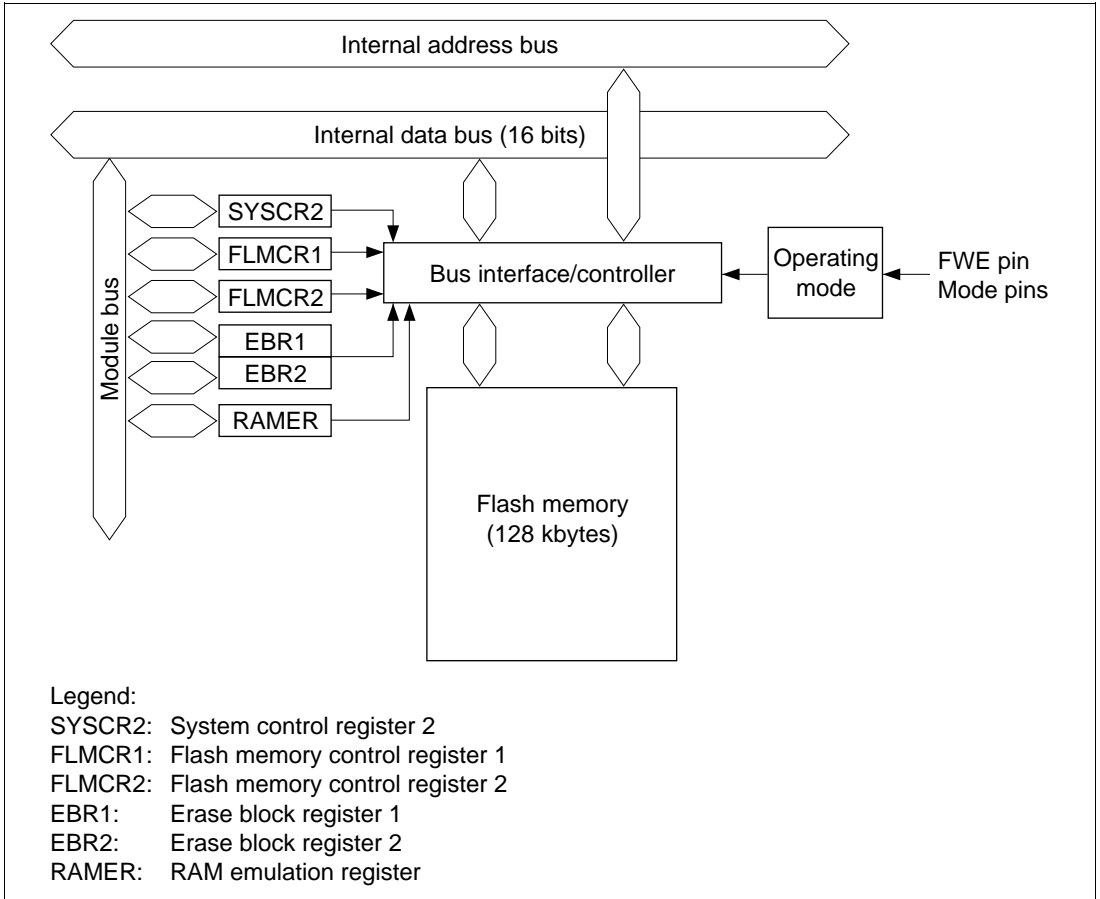 Internal address bus
Internal data bus (16 bits)
Module bus
SYSCR2
FLMCR1
FLMCR2
EBR1
EBR2
RAMER
Bus interface/controller
Operating
mode
FWE pin
Mode pins
Flash memory
(128 kbytes)
Legend:
SYSCR2: System control register 2
FLMCR1: Flash memory control register 1
FLMCR2: Flash memory control register 2
EBR1: Erase block register 1
EBR2: Erase block register 2
RAMER: RAM emulation register